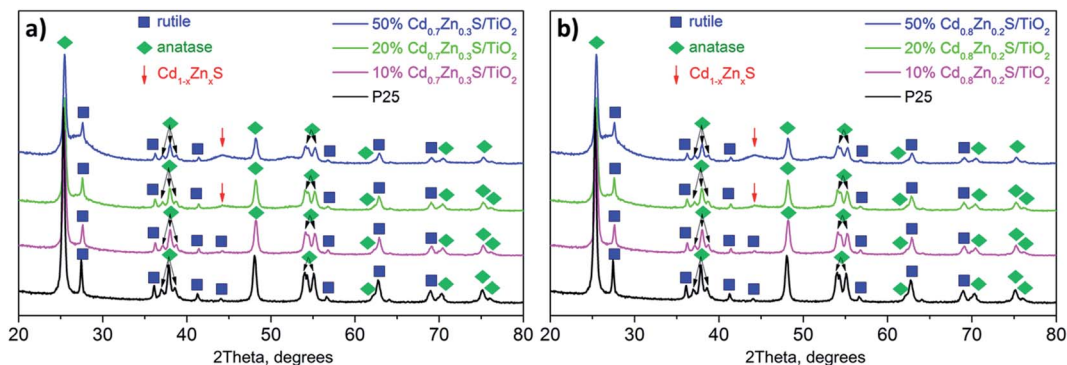 a)
rutile
anatase
Cd₁₋ₓZnₓS
50% Cd₀.₇Zn₀.₃S/TiO₂
20% Cd₀.₇Zn₀.₃S/TiO₂
10% Cd₀.₇Zn₀.₃S/TiO₂
P25
20 30 40 50 60 70 80
2Theta, degrees
b)
rutile
anatase
Cd₁₋ₓZnₓS
50% Cd₀.₈Zn₀.₂S/TiO₂
20% Cd₀.₈Zn₀.₂S/TiO₂
10% Cd₀.₈Zn₀.₂S/TiO₂
P25
20 30 40 50 60 70 80
2Theta, degrees